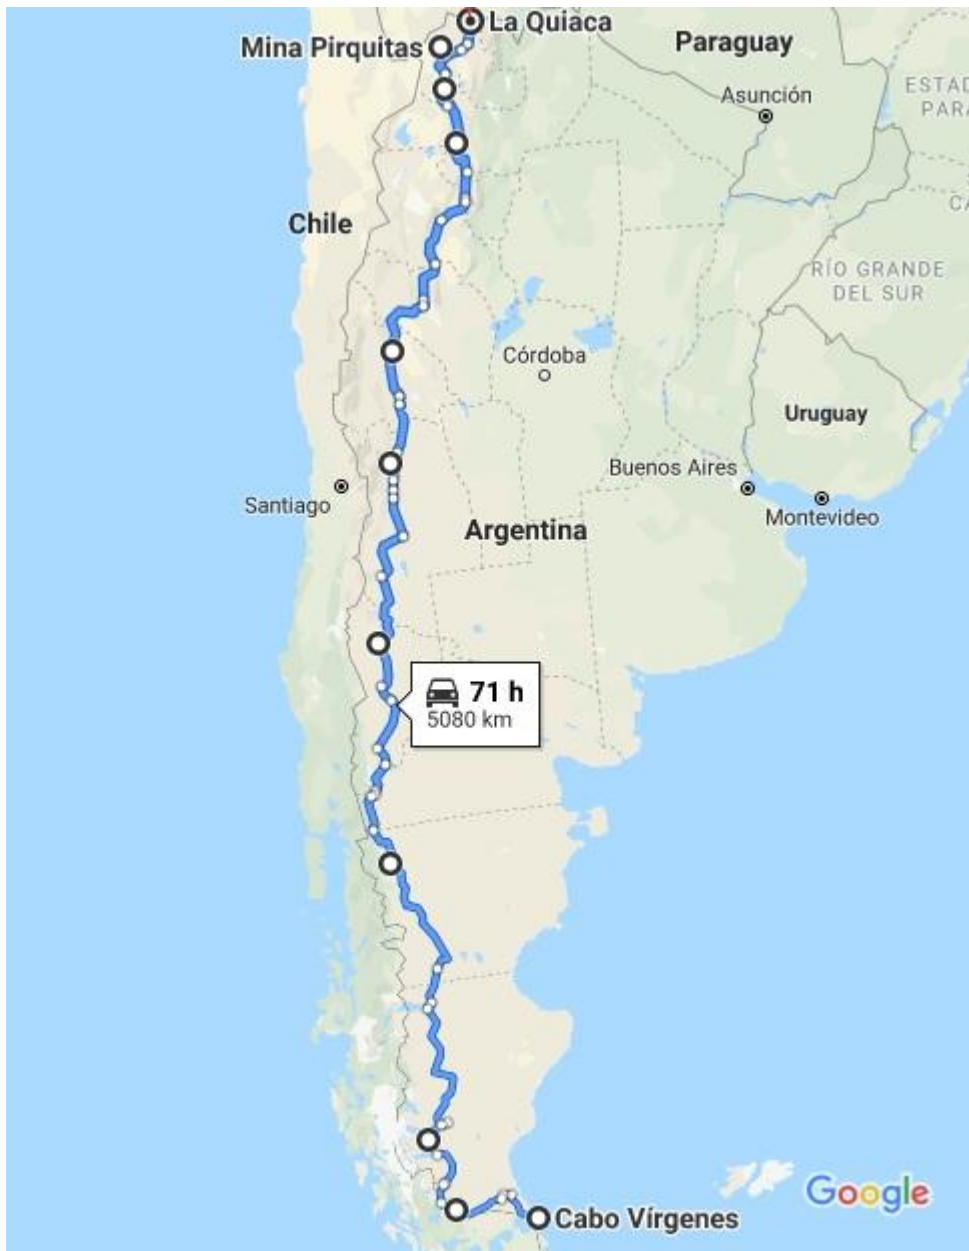 La Quiaca
Mina Pirquitas
Paraguay
Asunción
ESTAD
PARA
Chile
CA
RÍO GRANDE
DEL SUR
Córdoba
Uruguay
Buenos Aires
Santiago
Montevideo
Argentina
71 h
5080 km
Google
Cabo Vírgenes